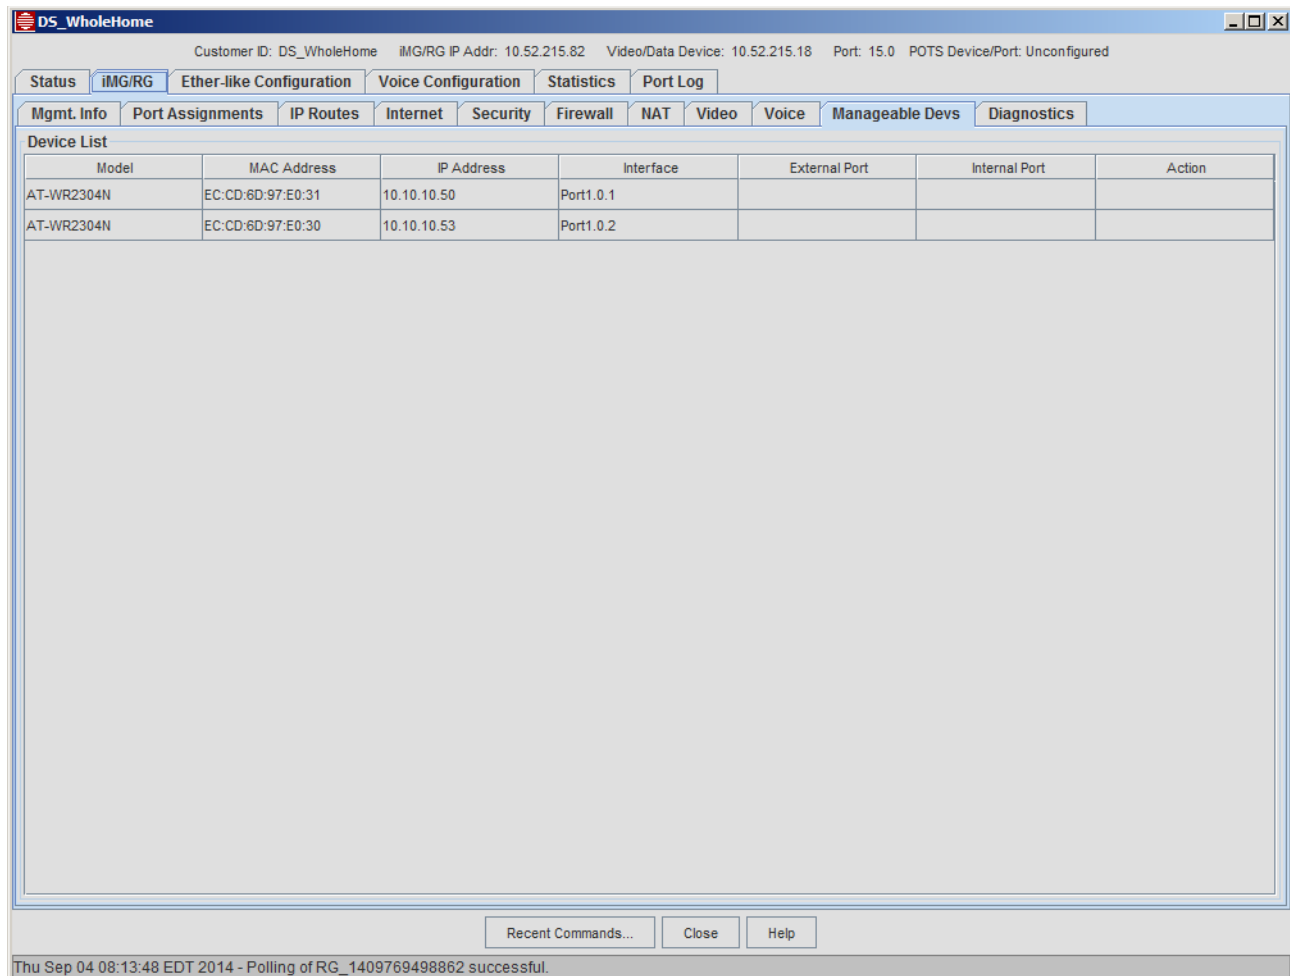 DS_WholeHome
Customer ID: DS_WholeHome iMG/RG IP Addr: 10.52.215.82 Video/Data Device: 10.52.215.18 Port: 15.0 POTS Device/Port: Unconfigured
Status iMG/RG Ether-like Configuration Voice Configuration Statistics Port Log
Mgmt. Info Port Assignments IP Routes Internet Security Firewall NAT Video Voice Manageable Devs Diagnostics
Device List
Model MAC Address IP Address Interface External Port Internal Port Action
AT-WR2304N EC:CD:6D:97:E0:31 10.10.10.50 Port1.0.1
AT-WR2304N EC:CD:6D:97:E0:30 10.10.10.53 Port1.0.2
Recent Commands... Close Help
Thu Sep 04 08:13:48 EDT 2014 - Polling of RG_1409769498862 successful.